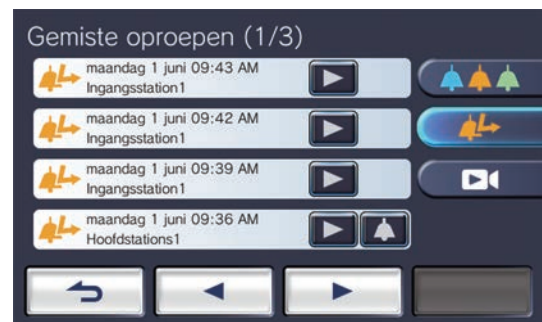 Gemiste oproepen (1/3)
maandag 1 juni 09:43 AM
Ingangsstation1
maandag 1 juni 09:42 AM
Ingangsstation1
maandag 1 juni 09:39 AM
Ingangsstation1
maandag 1 juni 09:36 AM
Hoofdstations1